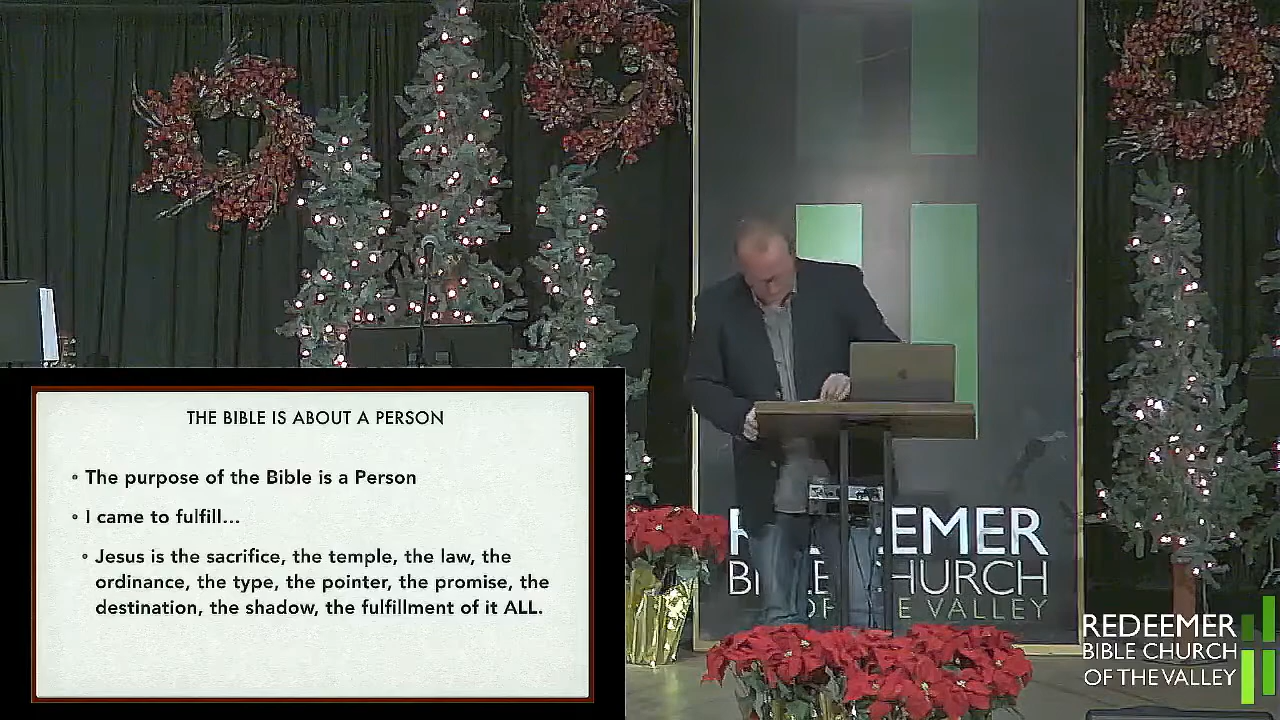 THE BIBLE IS ABOUT A PERSON
• The purpose of the Bible is a Person
• I came to fulfill...
• Jesus is the sacrifice, the temple, the law, the
ordinance, the type, the pointer, the promise, the
destination, the shadow, the fulfillment of it ALL.
EMER
CHURCH
THE VALLEY
REDEEMER
BIBLE CHURCH
OF THE VALLEY